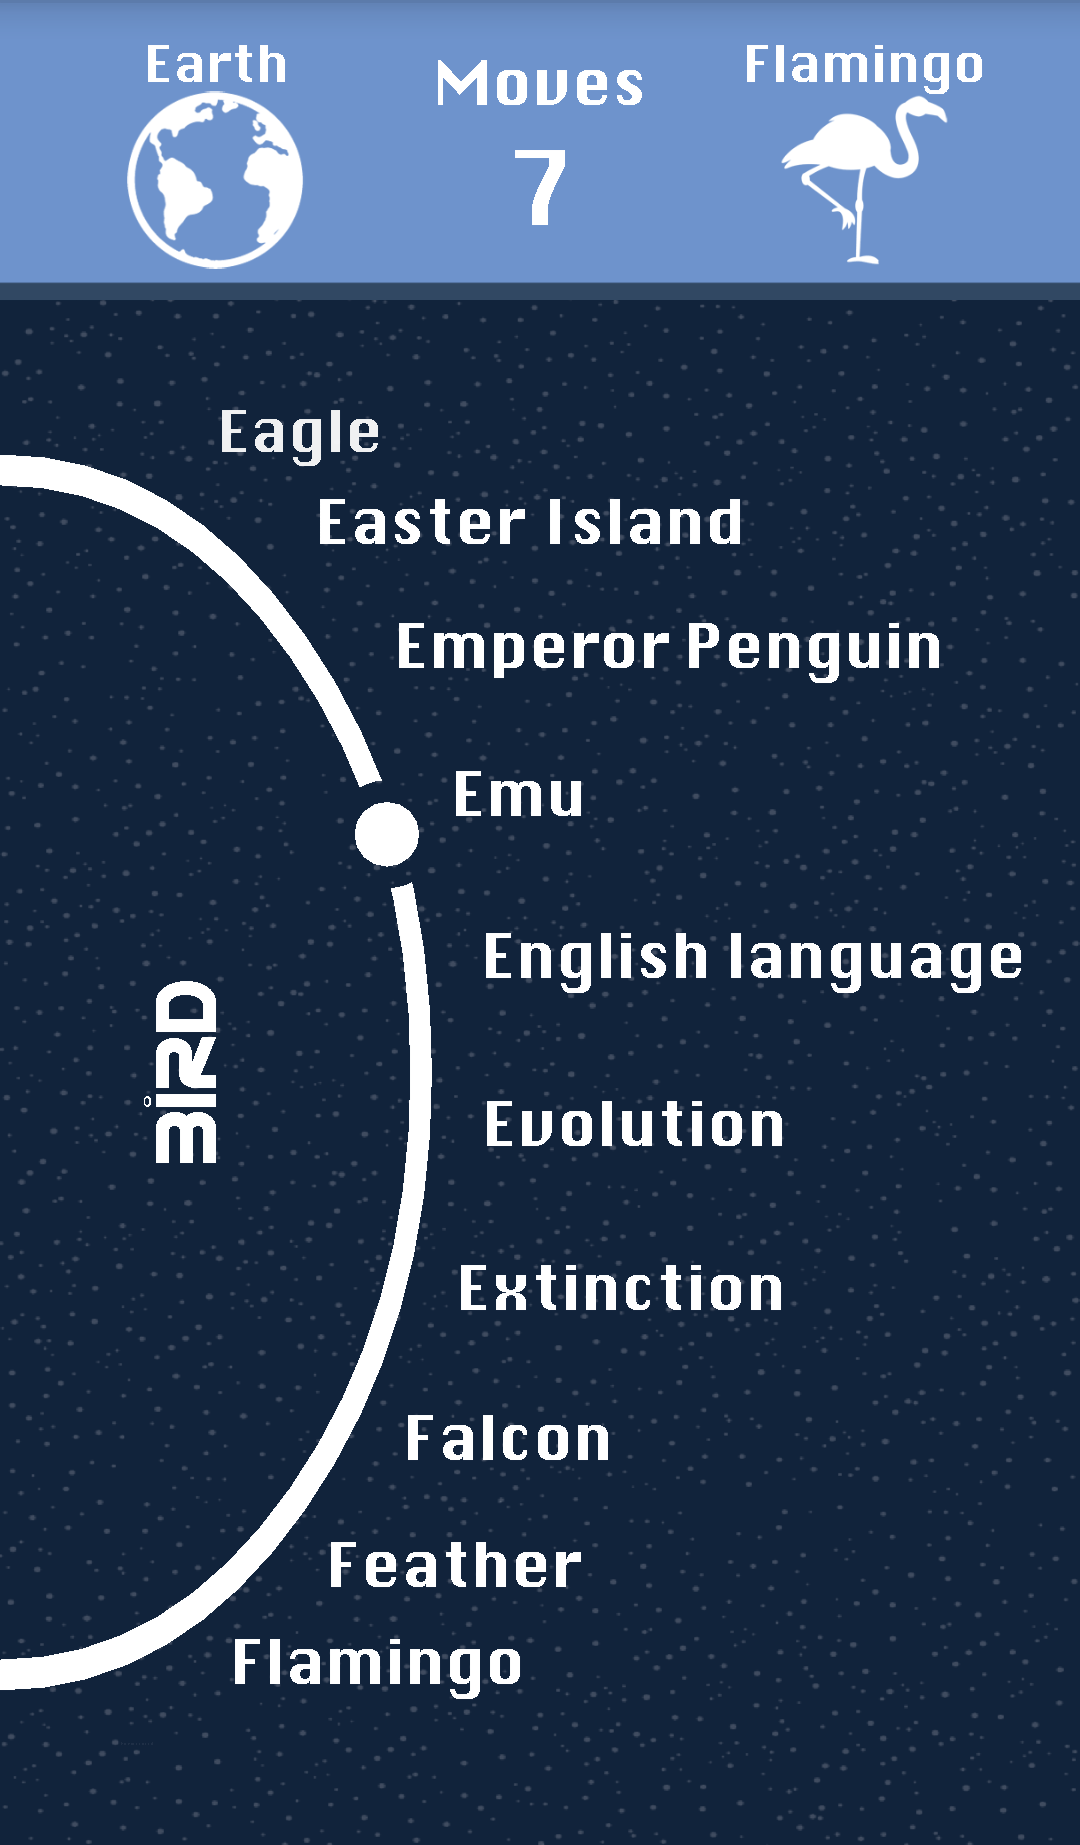 Earth
Moves
Flamingo
7
Eagle
Easter Island
Emperor Penguin
Emu
English language
BIRD
Evolution
Extinction
Falcon
Feather
Flamingo